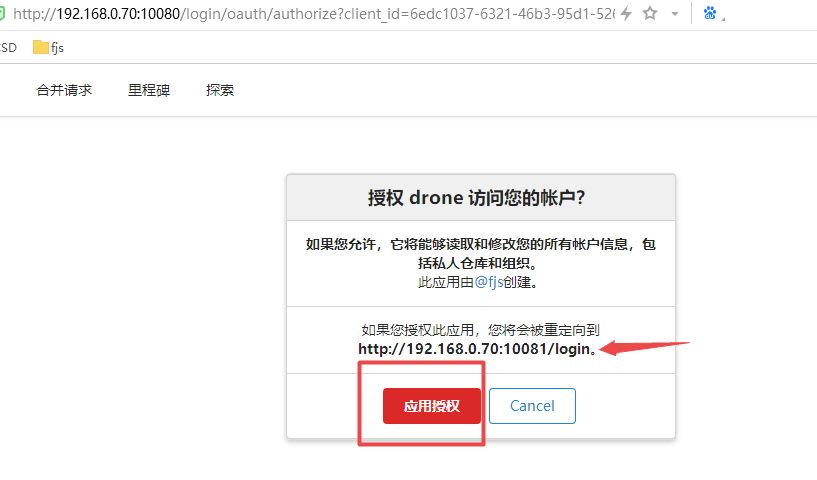 http://192.168.0.70:10080/login/oauth/authorize?client_id=6edc1037-6321-46b3-95d1-526
SD fjs
合并请求 里程碑 探索
授权 drone 访问您的帐户？
如果您允许，它将能够读取和修改您的所有帐户信息，包
括私人仓库和组织。
此应用由@fjs创建。
如果您授权此应用，您将会被重定向到
http://192.168.0.70:10081/login。
应用授权 Cancel